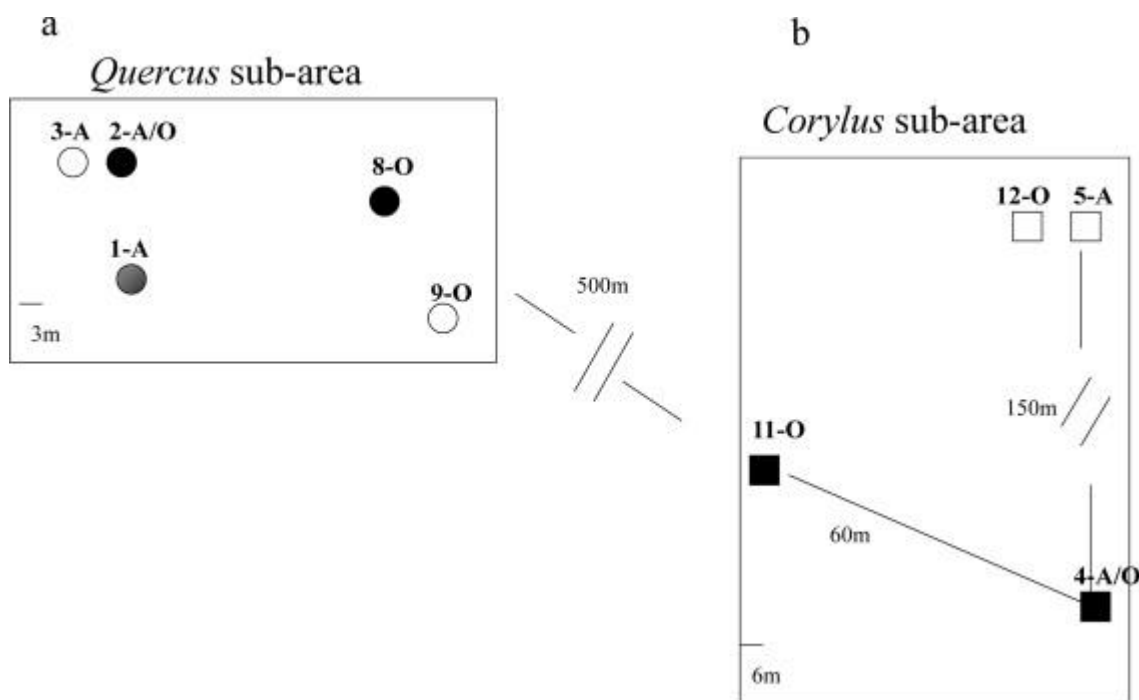 a
Quercus sub-area
3-A 2-A/O
8-O
1-A
9-O
3m
500m
b
Corylus sub-area
12-O 5-A
150m
11-O
60m
4-A/O
6m